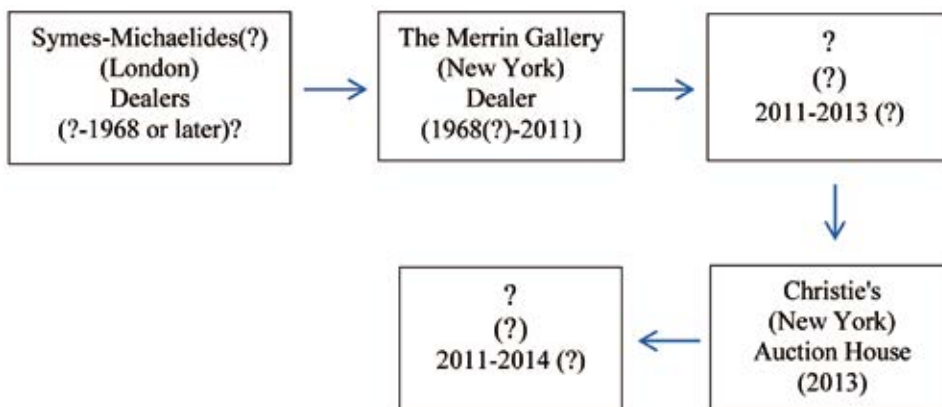 Symes-Michaelides(?)
(London)
Dealers
(?-1968 or later)?
The Merrin Gallery
(New York)
Dealer
(1968(?)-2011)
?
(?)
2011-2013 (?)
Christie's
(New York)
Auction House
(2013)
?
(?)
2011-2014 (?)